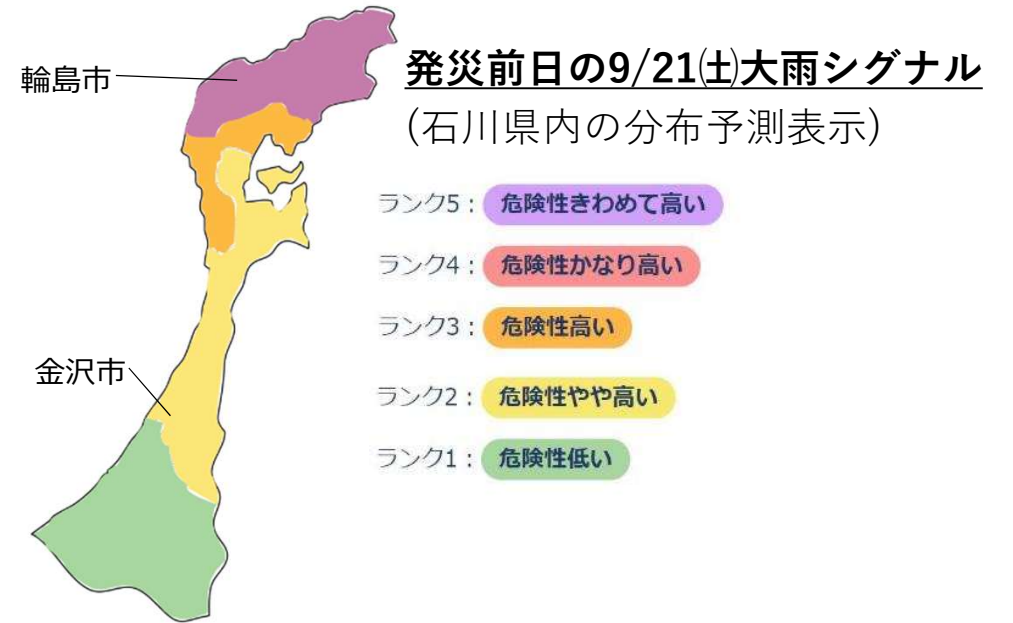 発災前日の9/21㈯大雨シグナル
(石川県内の分布予測表示)
輪島市
金沢市
ランク5：危険性きわめて高い
ランク4：危険性かなり高い
ランク3：危険性高い
ランク2：危険性やや高い
ランク1：危険性低い